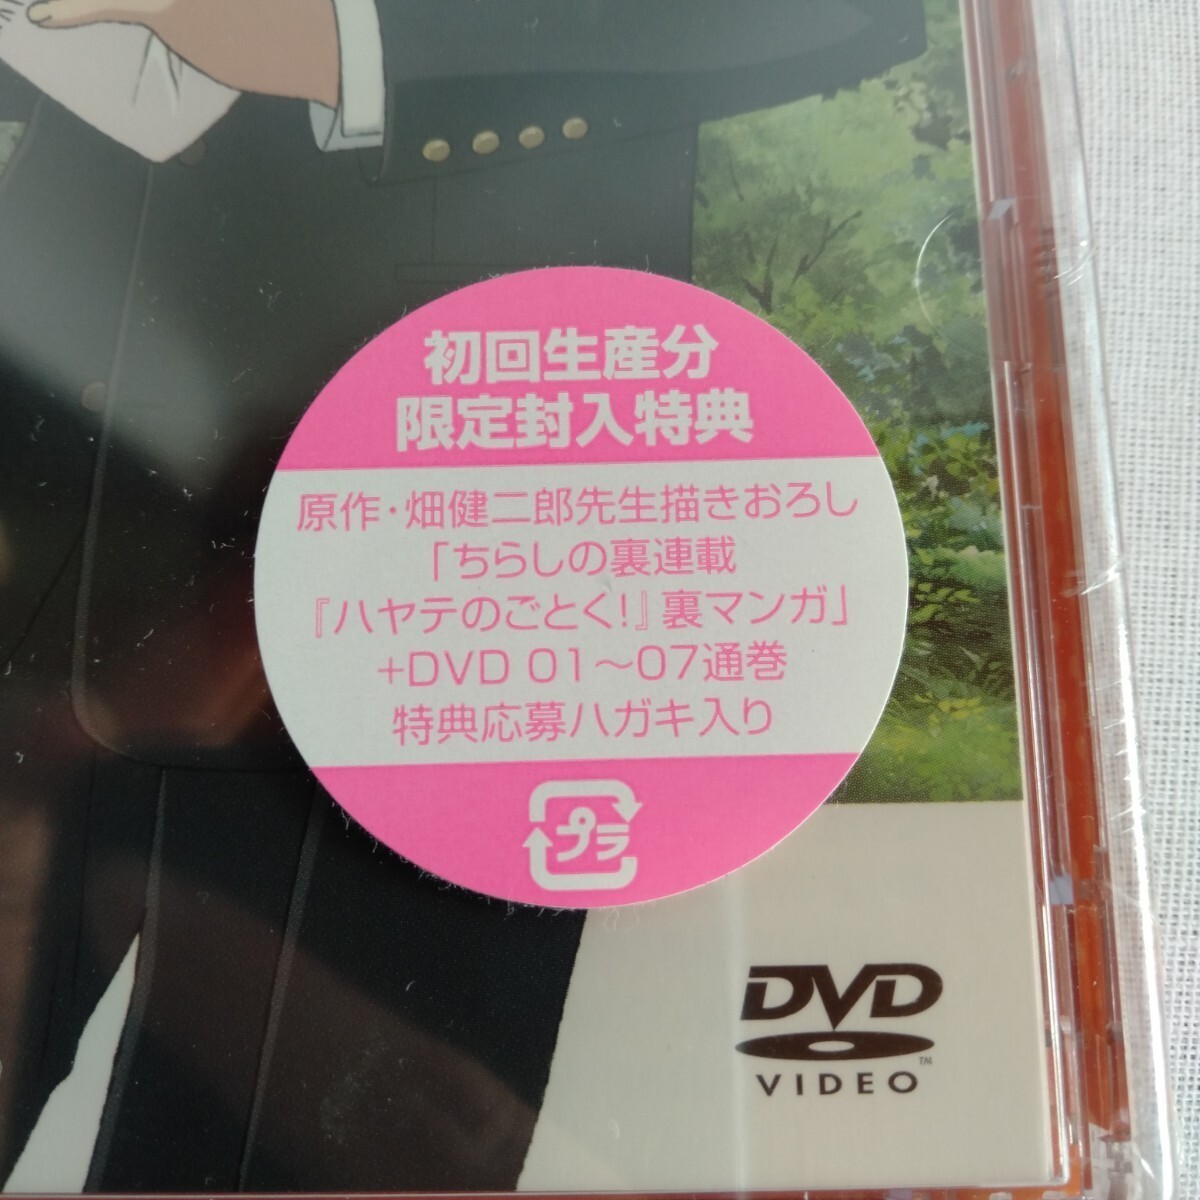 初回生産分
限定封入特典
原作・畑健二郎先生描きおろし
「ちらしの裏連載
『ハヤテのごとく!』裏マンガ」
+DVD 01～07通巻
特典応募ハガキ入り
プラ
DVD
VIDEO
TM